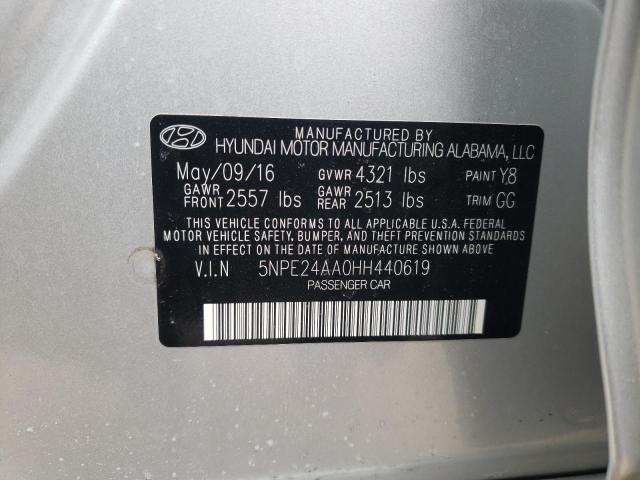 MANUFACTURED BY
HYUNDAI MOTOR MANUFACTURING ALABAMA, LLC
May/09/16 GVWR 4321 lbs PAINT Y8
GAWR FRONT 2557 lbs GAWR REAR 2513 lbs TRIM GG
THIS VEHICLE CONFORMS TO ALL APPLICABLE U.S.A. FEDERAL
MOTOR VEHICLE SAFETY, BUMPER, AND THEFT PREVENTION STANDARDS
IN EFFECT ON THE DATE OF MANUFACTURE SHOWN ABOVE.
V.I.N 5NPE24AA0HH440619
PASSENGER CAR